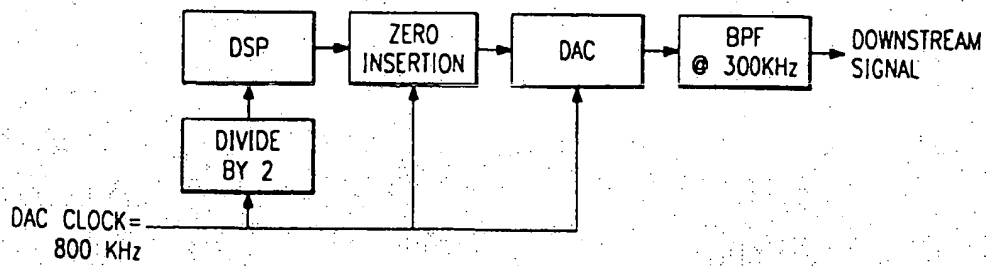 DSP
ZERO
INSERTION
DAC
BPF
@ 300KHz
DOWNSTREAM
SIGNAL
DIVIDE
BY 2
DAC CLOCK=
800 KHz